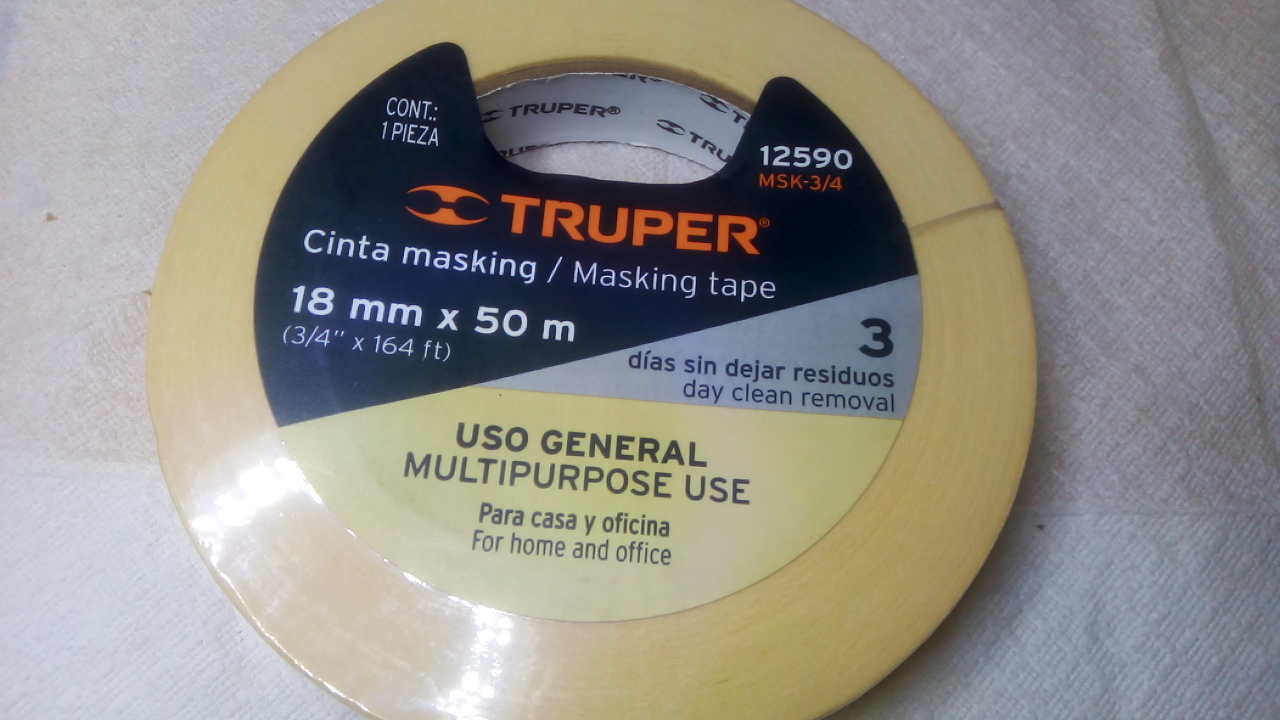 TRUPER®
TRUPER
CONT.:
1 PIEZA
12590
MSK-3/4
TRUPER®
Cinta masking / Masking tape
18 mm x 50 m
(3/4" x 164 ft)
3
días sin dejar residuos
day clean removal
USO GENERAL
MULTIPURPOSE USE
Para casa y oficina
For home and office